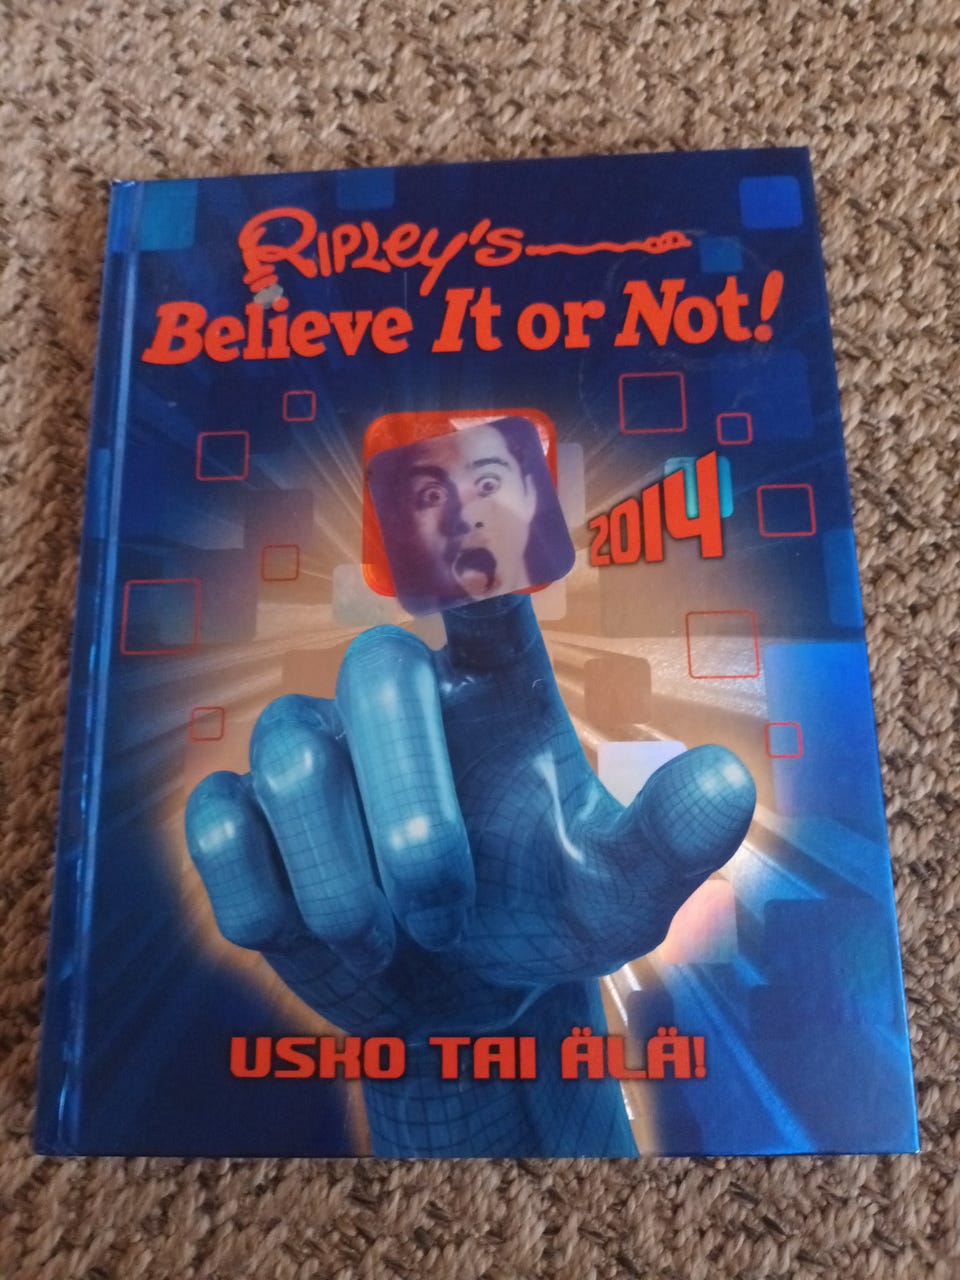 Ripley's
Believe It or Not!
2014
USKO TAI ÄLÄ!